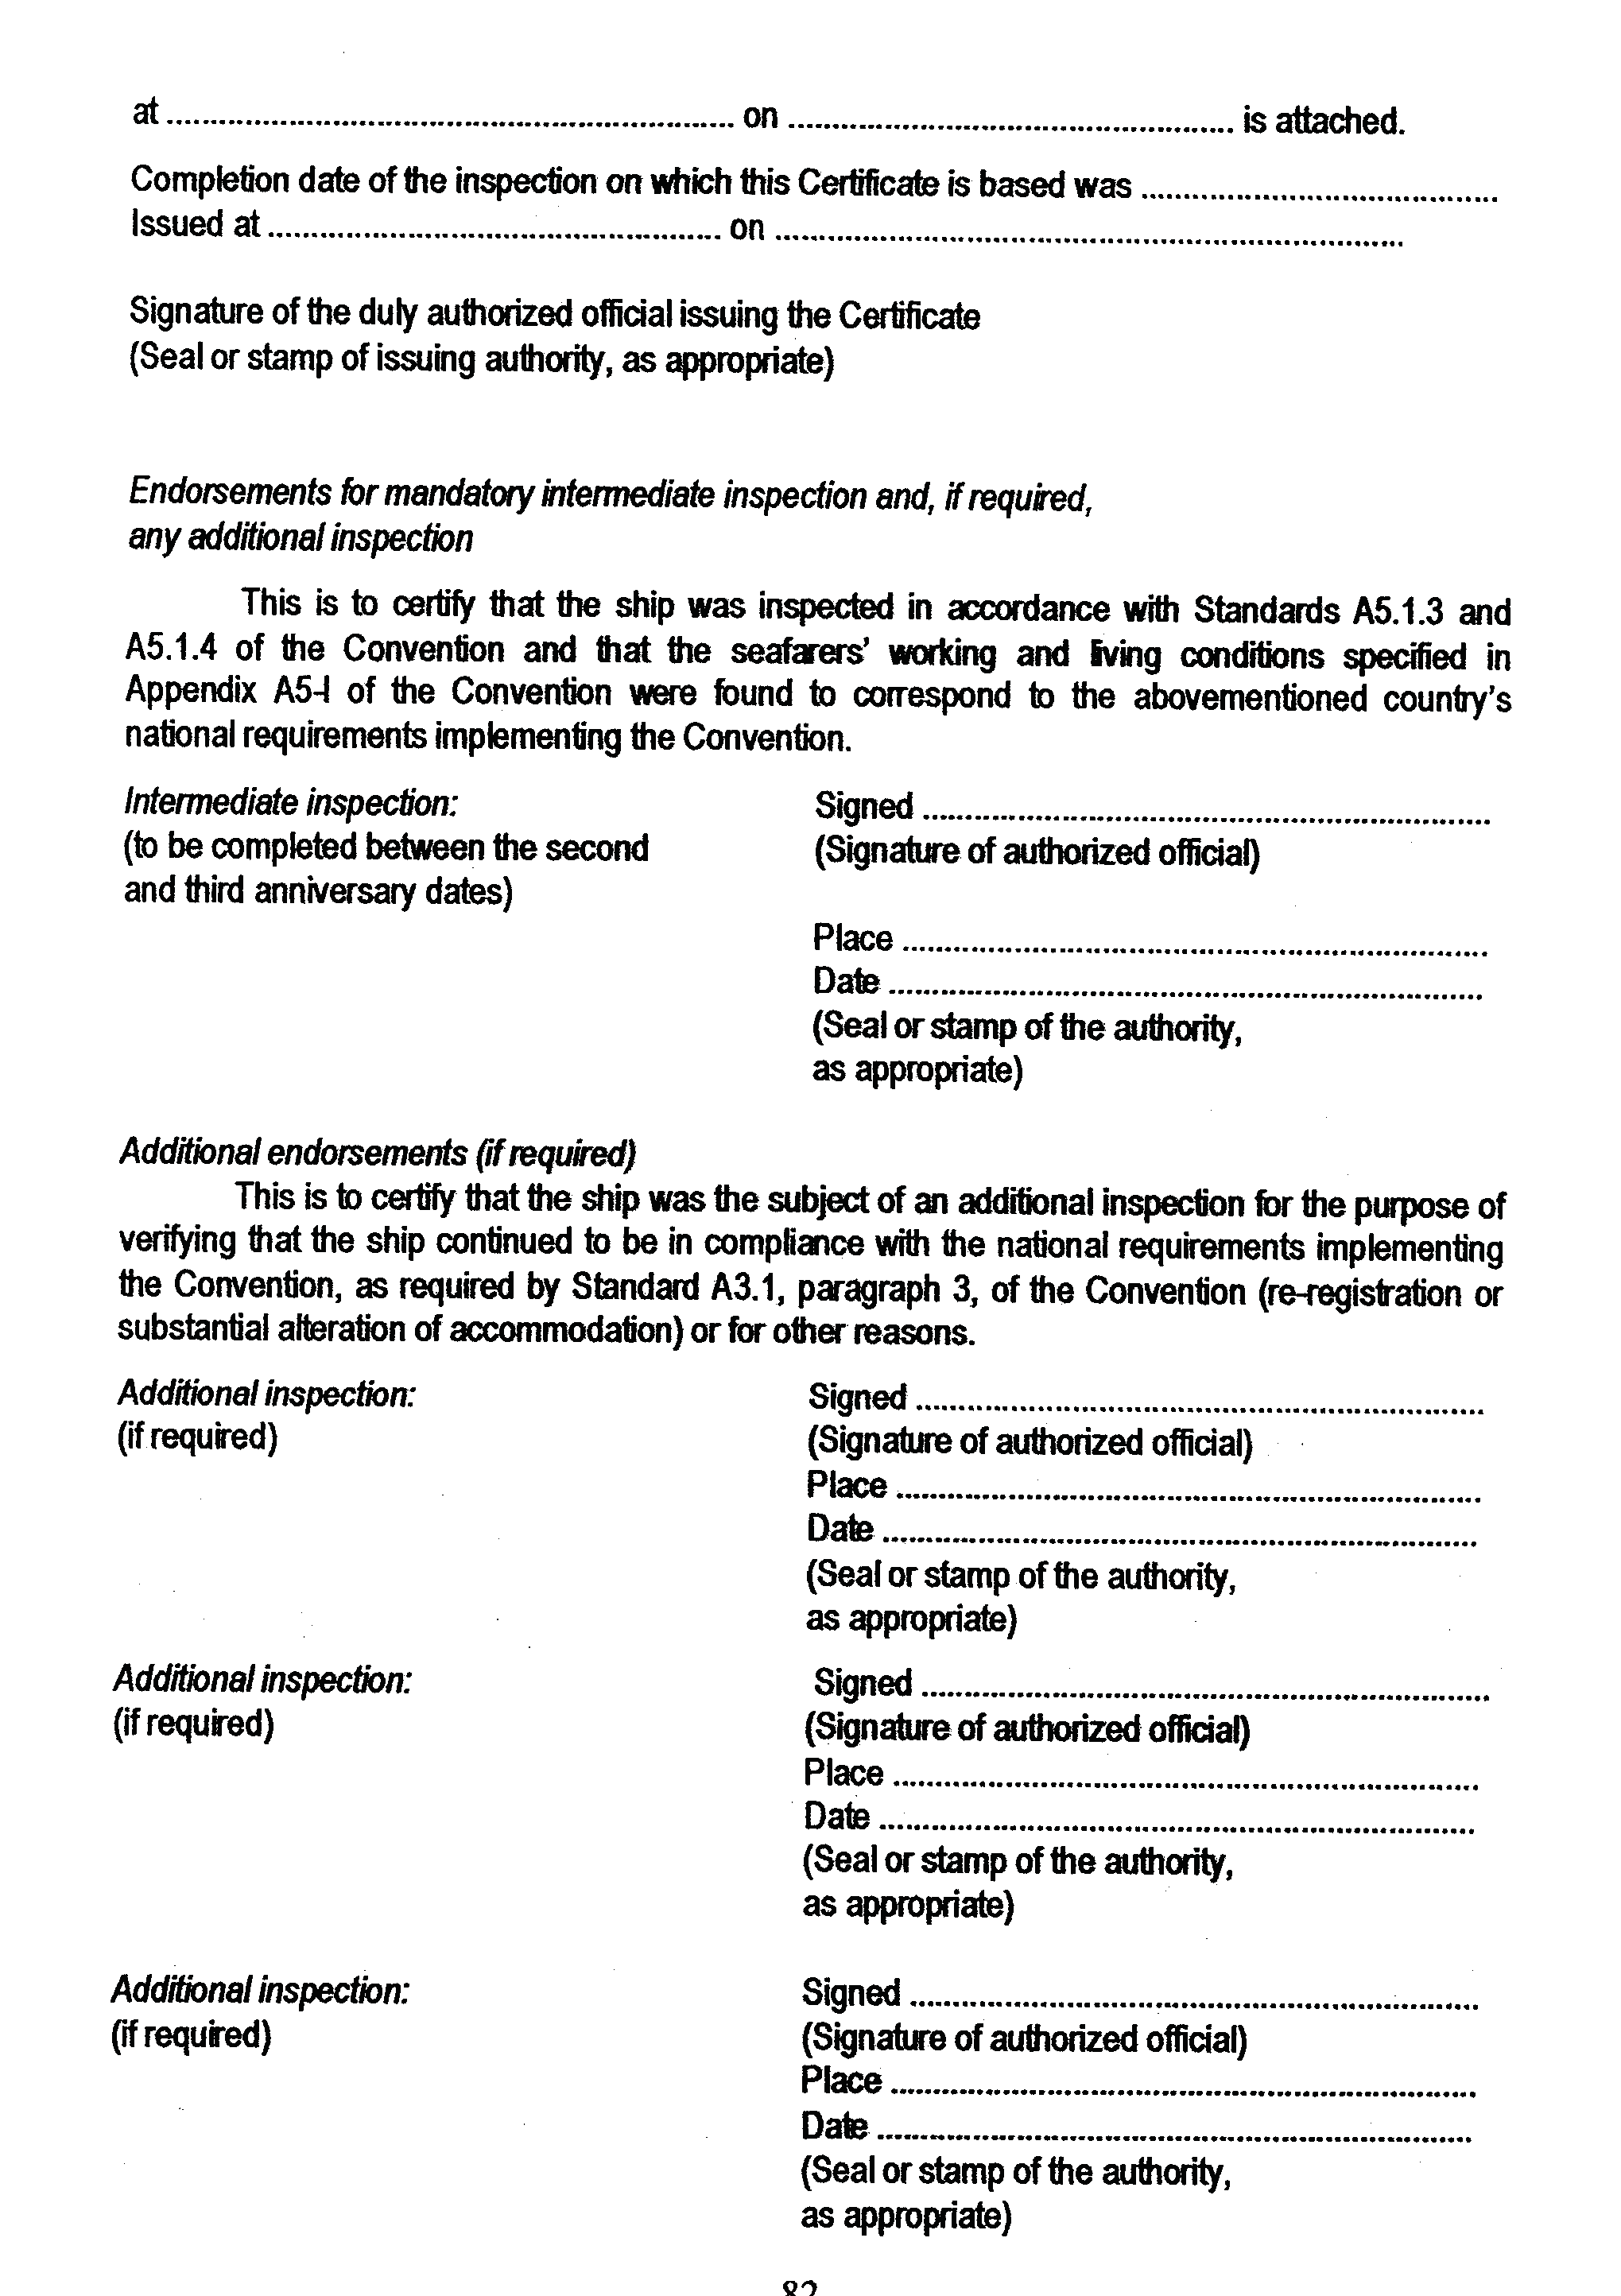 at ................................................................ on .................................................. is attached.
Completion date of the inspection on which this Certificate is based was ........................................
Issued at ................................................... on .......................................................................
Signature of the duly authorized official issuing the Certificate
(Seal or stamp of issuing authority, as appropriate)
Endorsements for mandatory intermediate inspection and, if required,
any additional inspection
This is to certify that the ship was inspected in accordance with Standards A5.1.3 and
A5.1.4 of the Convention and that the seafarers' working and living conditions specified in
Appendix A5-I of the Convention were found to correspond to the abovementioned country's
national requirements implementing the Convention.
Intermediate inspection:
(to be completed between the second
and third anniversary dates)
Signed ................................................................
(Signature of authorized official)
Place ..................................................................
Date ...................................................................
(Seal or stamp of the authority,
as appropriate)
Additional endorsements (if required)
This is to certify that the ship was the subject of an additional inspection for the purpose of
verifying that the ship continued to be in compliance with the national requirements implementing
the Convention, as required by Standard A3.1, paragraph 3, of the Convention (re-registration or
substantial alteration of accommodation) or for other reasons.
Additional inspection:
(if required)
Signed ................................................................
(Signature of authorized official)
Place ..................................................................
Date ...................................................................
(Seal or stamp of the authority,
as appropriate)
Additional inspection:
(if required)
Signed ................................................................
(Signature of authorized official)
Place ..................................................................
Date ...................................................................
(Seal or stamp of the authority,
as appropriate)
Additional inspection:
(if required)
Signed ................................................................
(Signature of authorized official)
Place ..................................................................
Date ...................................................................
(Seal or stamp of the authority,
as appropriate)
82